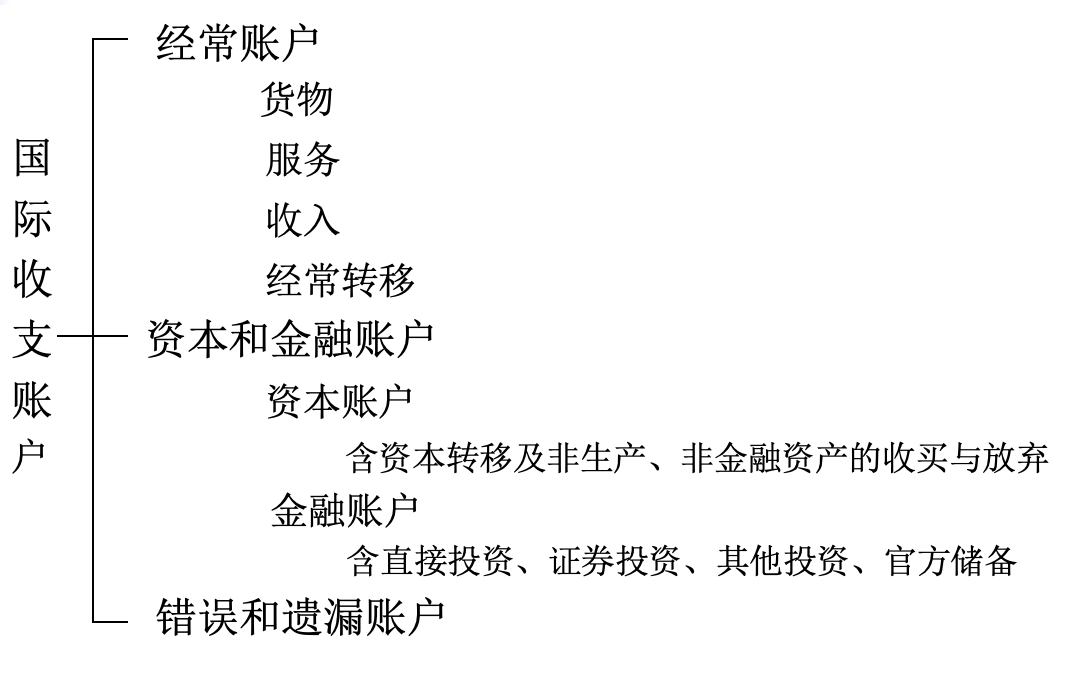 国际收支账户
经常账户
货物
服务
收入
经常转移
资本和金融账户
资本账户
含资本转移及非生产、非金融资产的收买与放弃
金融账户
含直接投资、证券投资、其他投资、官方储备
错误和遗漏账户